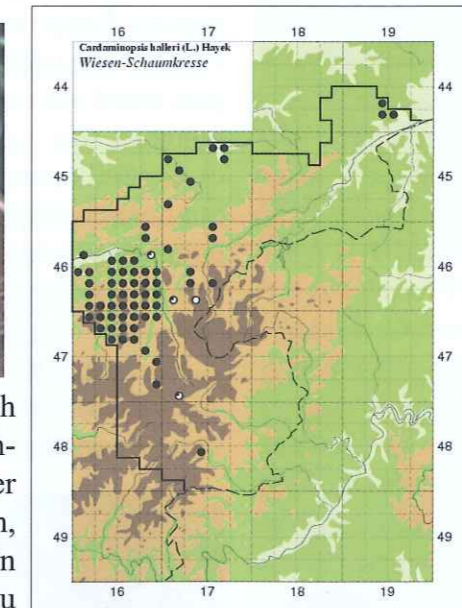 16 17 18 19
Cardaminopsis halleri (L.) Hayek
Wiesen-Schaumkresse
44 44
45 45
46 46
47 47
48 48
49 49
16 17 18 19
h
n-
er
n,
n
u